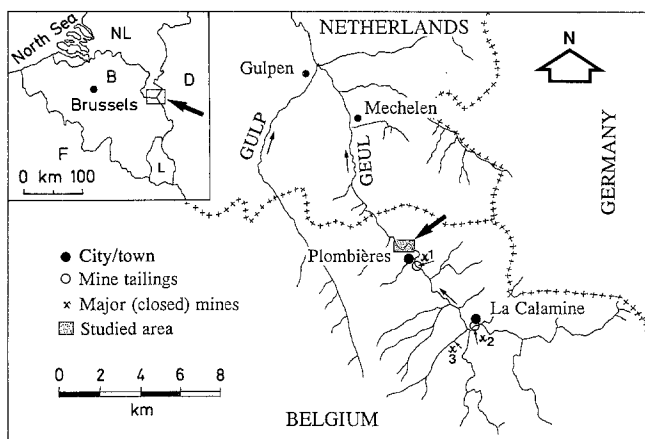 North Sea
NL
B
D
Brussels
F
L
0 km 100
NETHERLANDS
N
Gulpen
Mechelen
GULP
GEUL
GERMANY
Plombières
x1
La Calamine
x2
x3
City/town
Mine tailings
x Major (closed) mines
Studied area
0 2 4 6 8
km
BELGIUM